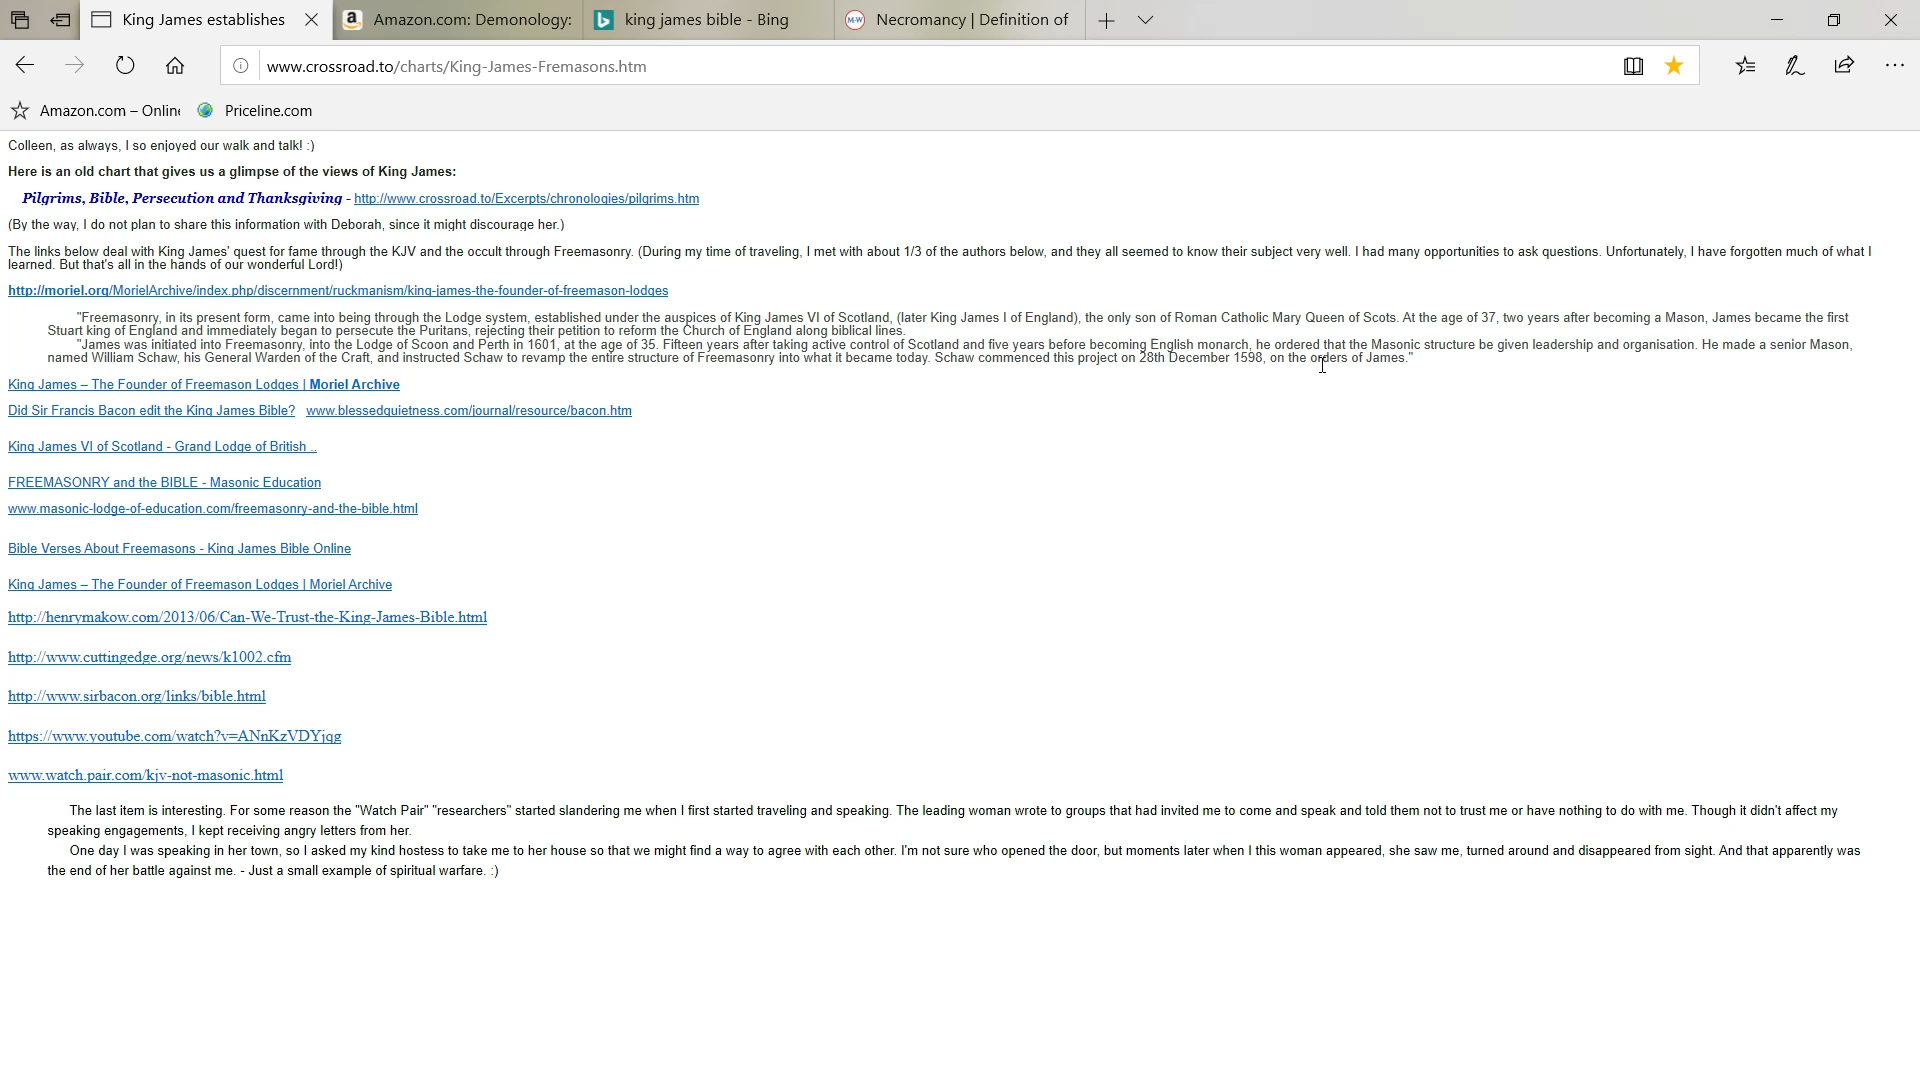 King James establishes
Amazon.com: Demonology:
king james bible - Bing
M-W
Necromancy | Definition of
www.crossroad.to/charts/King-James-Fremasons.htm
Amazon.com – Online
Priceline.com
Colleen, as always, I so enjoyed our walk and talk! :)
Here is an old chart that gives us a glimpse of the views of King James:
Pilgrims, Bible, Persecution and Thanksgiving - http://www.crossroad.to/Excerpts/chronologies/pilgrims.htm
(By the way, I do not plan to share this information with Deborah, since it might discourage her.)
The links below deal with King James' quest for fame through the KJV and the occult through Freemasonry. (During my time of traveling, I met with about 1/3 of the authors below, and they all seemed to know their subject very well. I had many opportunities to ask questions. Unfortunately, I have forgotten much of what I
learned. But that's all in the hands of our wonderful Lord!)
http://moriel.org/MorielArchive/index.php/discernment/ruckmanism/king-james-the-founder-of-freemason-lodges
"Freemasonry, in its present form, came into being through the Lodge system, established under the auspices of King James VI of Scotland, (later King James I of England), the only son of Roman Catholic Mary Queen of Scots. At the age of 37, two years after becoming a Mason, James became the first
Stuart king of England and immediately began to persecute the Puritans, rejecting their petition to reform the Church of England along biblical lines.
"James was initiated into Freemasonry, into the Lodge of Scoon and Perth in 1601, at the age of 35. Fifteen years after taking active control of Scotland and five years before becoming English monarch, he ordered that the Masonic structure be given leadership and organisation. He made a senior Mason,
named William Schaw, his General Warden of the Craft, and instructed Schaw to revamp the entire structure of Freemasonry into what it became today. Schaw commenced this project on 28th December 1598, on the orders of James."
King James – The Founder of Freemason Lodges | Moriel Archive
Did Sir Francis Bacon edit the King James Bible? www.blessedquietness.com/journal/resource/bacon.htm
King James VI of Scotland - Grand Lodge of British ..
FREEMASONRY and the BIBLE - Masonic Education
www.masonic-lodge-of-education.com/freemasonry-and-the-bible.html
Bible Verses About Freemasons - King James Bible Online
King James – The Founder of Freemason Lodges | Moriel Archive
http://henrymakow.com/2013/06/Can-We-Trust-the-King-James-Bible.html
http://www.cuttingedge.org/news/k1002.cfm
http://www.sirbacon.org/links/bible.html
https://www.youtube.com/watch?v=ANnKzVDYjqg
www.watch.pair.com/kjv-not-masonic.html
The last item is interesting. For some reason the "Watch Pair" "researchers" started slandering me when I first started traveling and speaking. The leading woman wrote to groups that had invited me to come and speak and told them not to trust me or have nothing to do with me. Though it didn't affect my
speaking engagements, I kept receiving angry letters from her.
One day I was speaking in her town, so I asked my kind hostess to take me to her house so that we might find a way to agree with each other. I'm not sure who opened the door, but moments later when I this woman appeared, she saw me, turned around and disappeared from sight. And that apparently was
the end of her battle against me. - Just a small example of spiritual warfare. :)